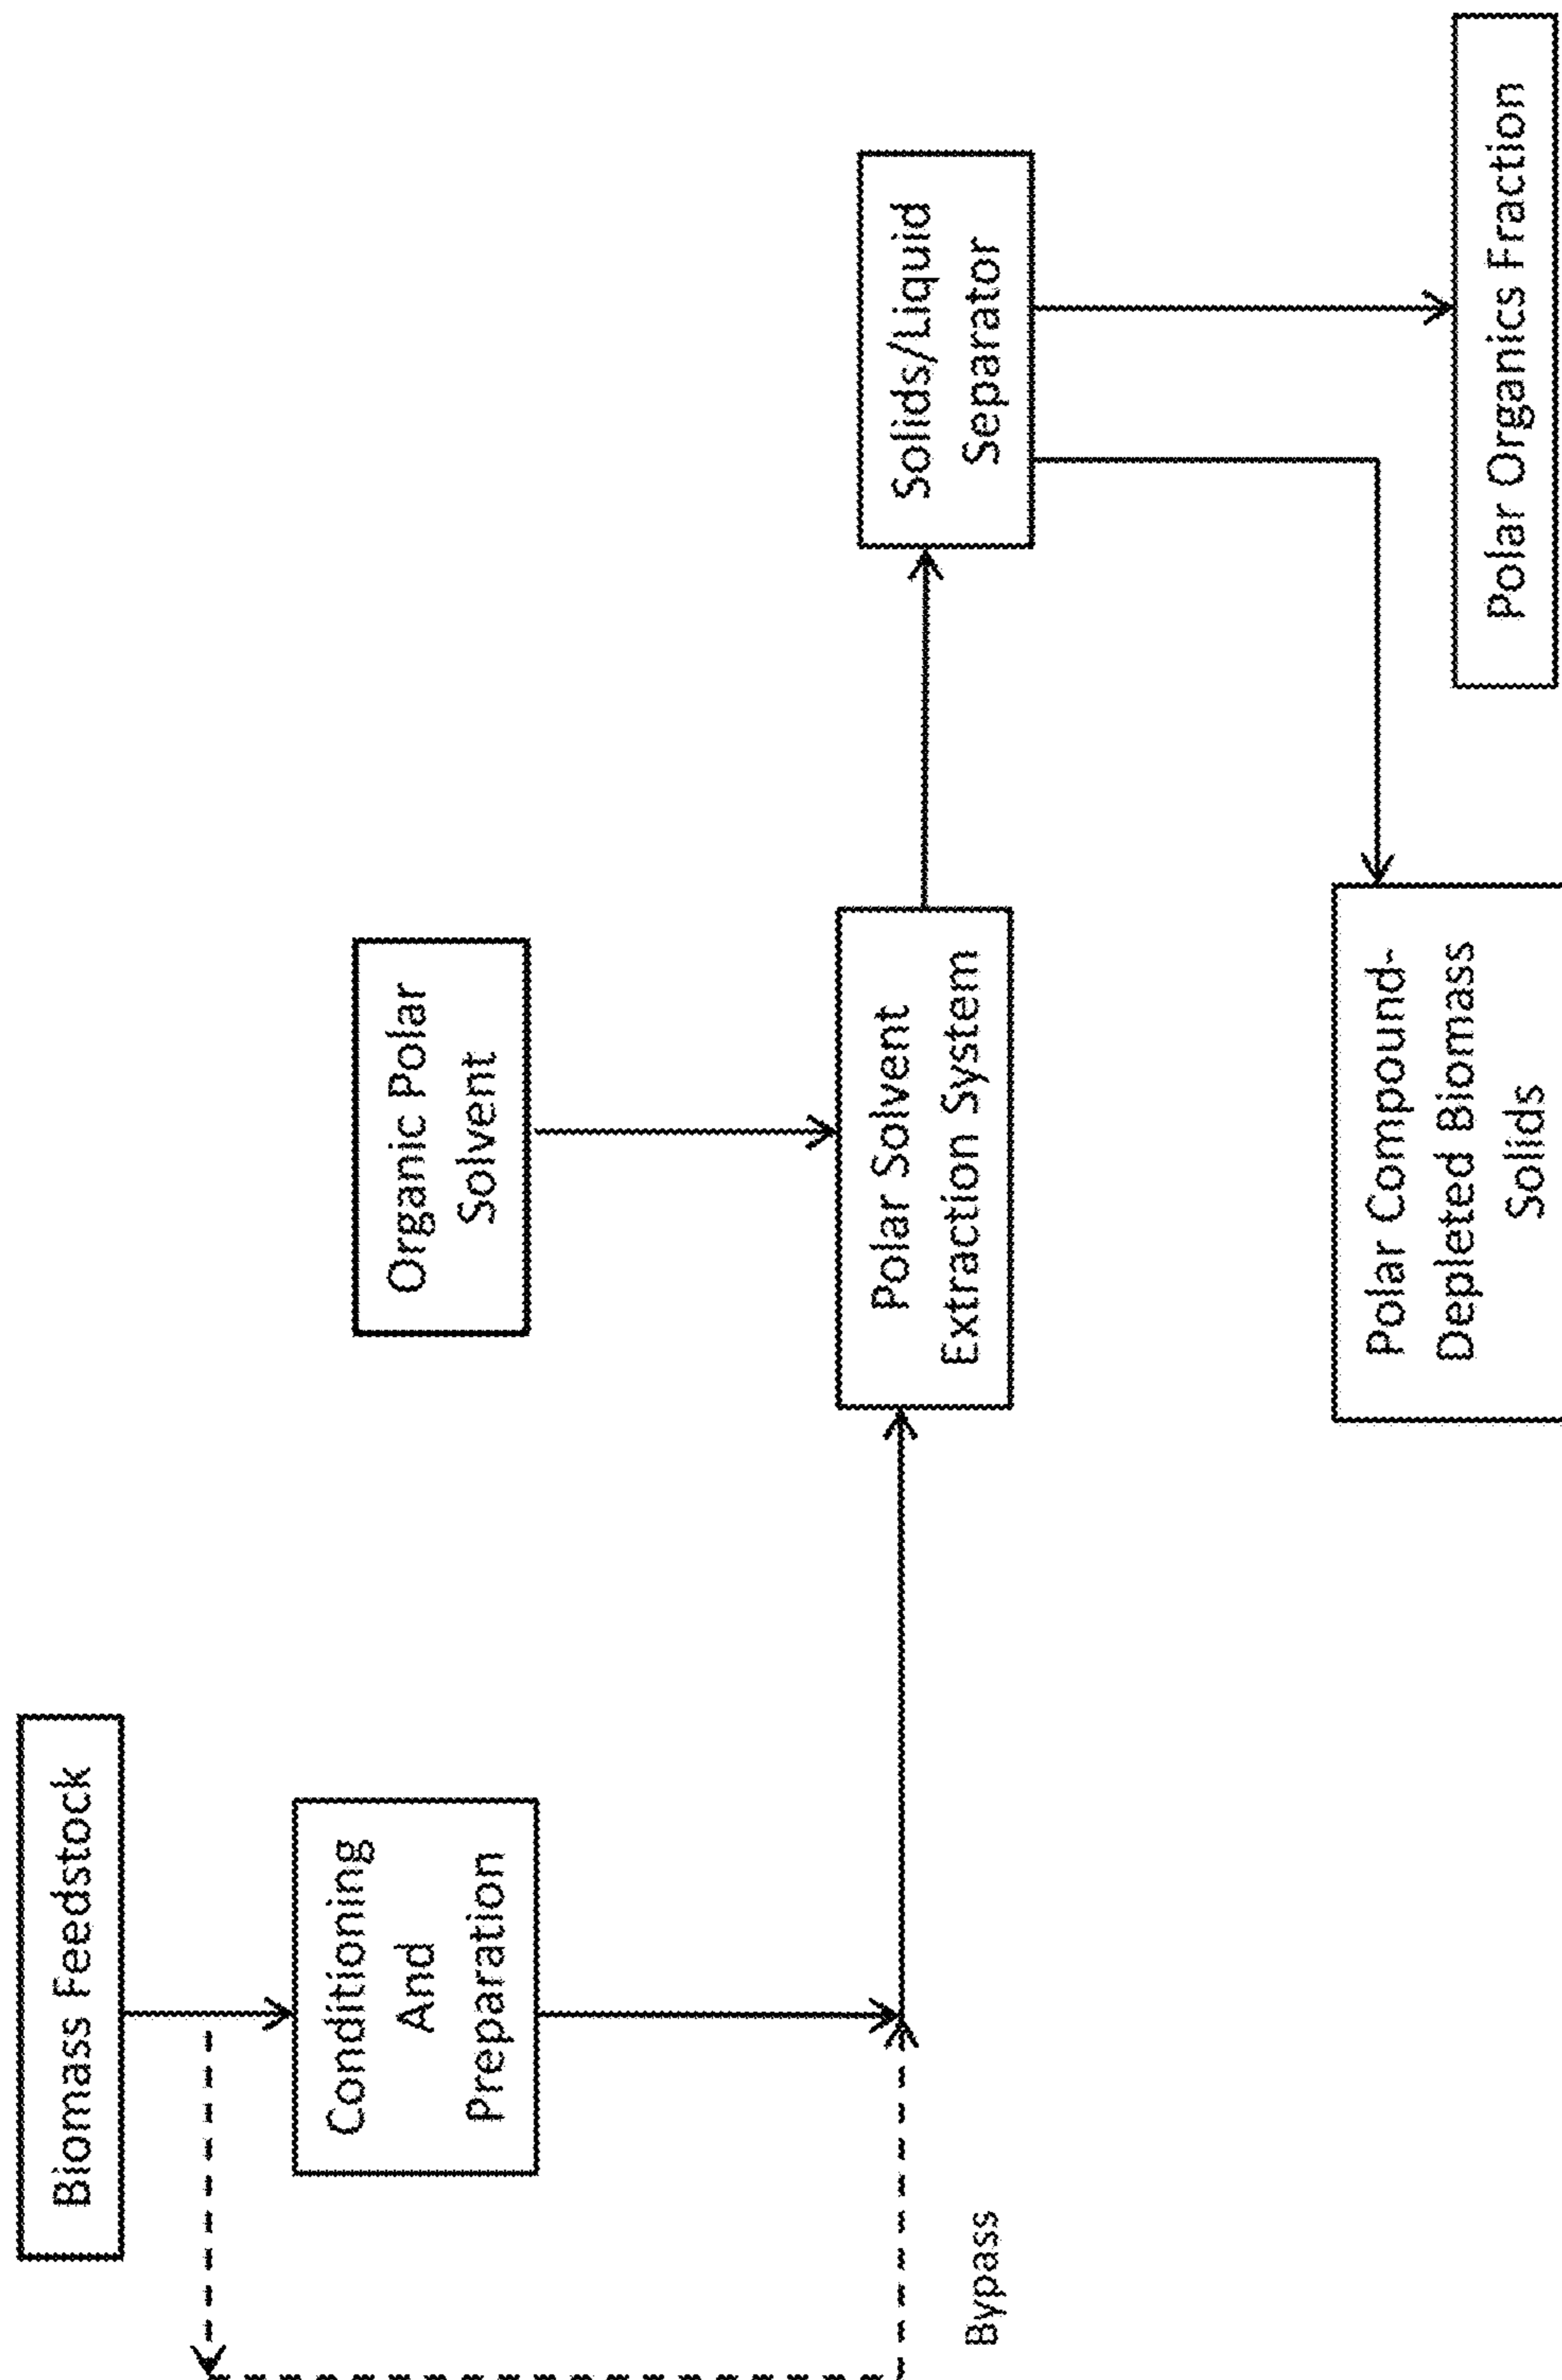 Biomass Feedstock
Conditioning
And
Preparation
Bypass
Organic Polar
Solvent
Polar Solvent
Extraction System
Solids/Liquid
Separator
Polar Compound-
Depleted Biomass
Solids
Polar Organics Fraction